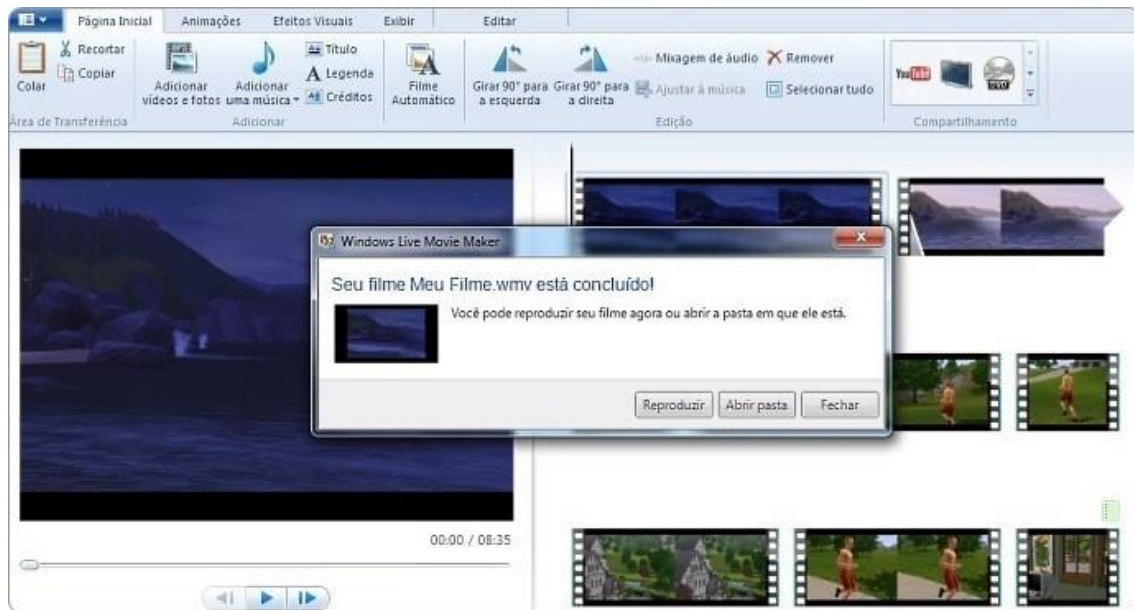 Página Inicial Animações Efeitos Visuais Exibir Editar
Recortar
Copiar
Colar
Área de Transferência
Adicionar
vídeos e fotos
Adicionar
uma música
Título
Legenda
Créditos
Adicionar
Filme
Automático
Girar 90° para
a esquerda
Girar 90° para
a direita
Mixagem de áudio
Ajustar à música
Remover
Selecionar tudo
Edição
YouTube
DVD
Compartilhamento
Windows Live Movie Maker
Seu filme Meu Filme.wmv está concluído!
Você pode reproduzir seu filme agora ou abrir a pasta em que ele está.
Reproduzir Abrir pasta Fechar
00:00 / 08:35